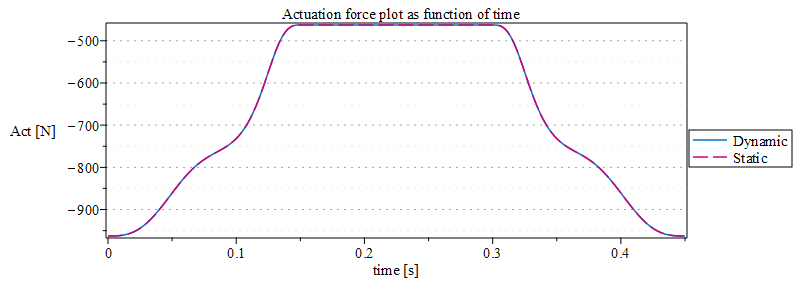 Actuation force plot as function of time
−500
−600
−700
Act [N]
−800
−900
0
0.1
0.2
0.3
0.4
time [s]
Dynamic
Static